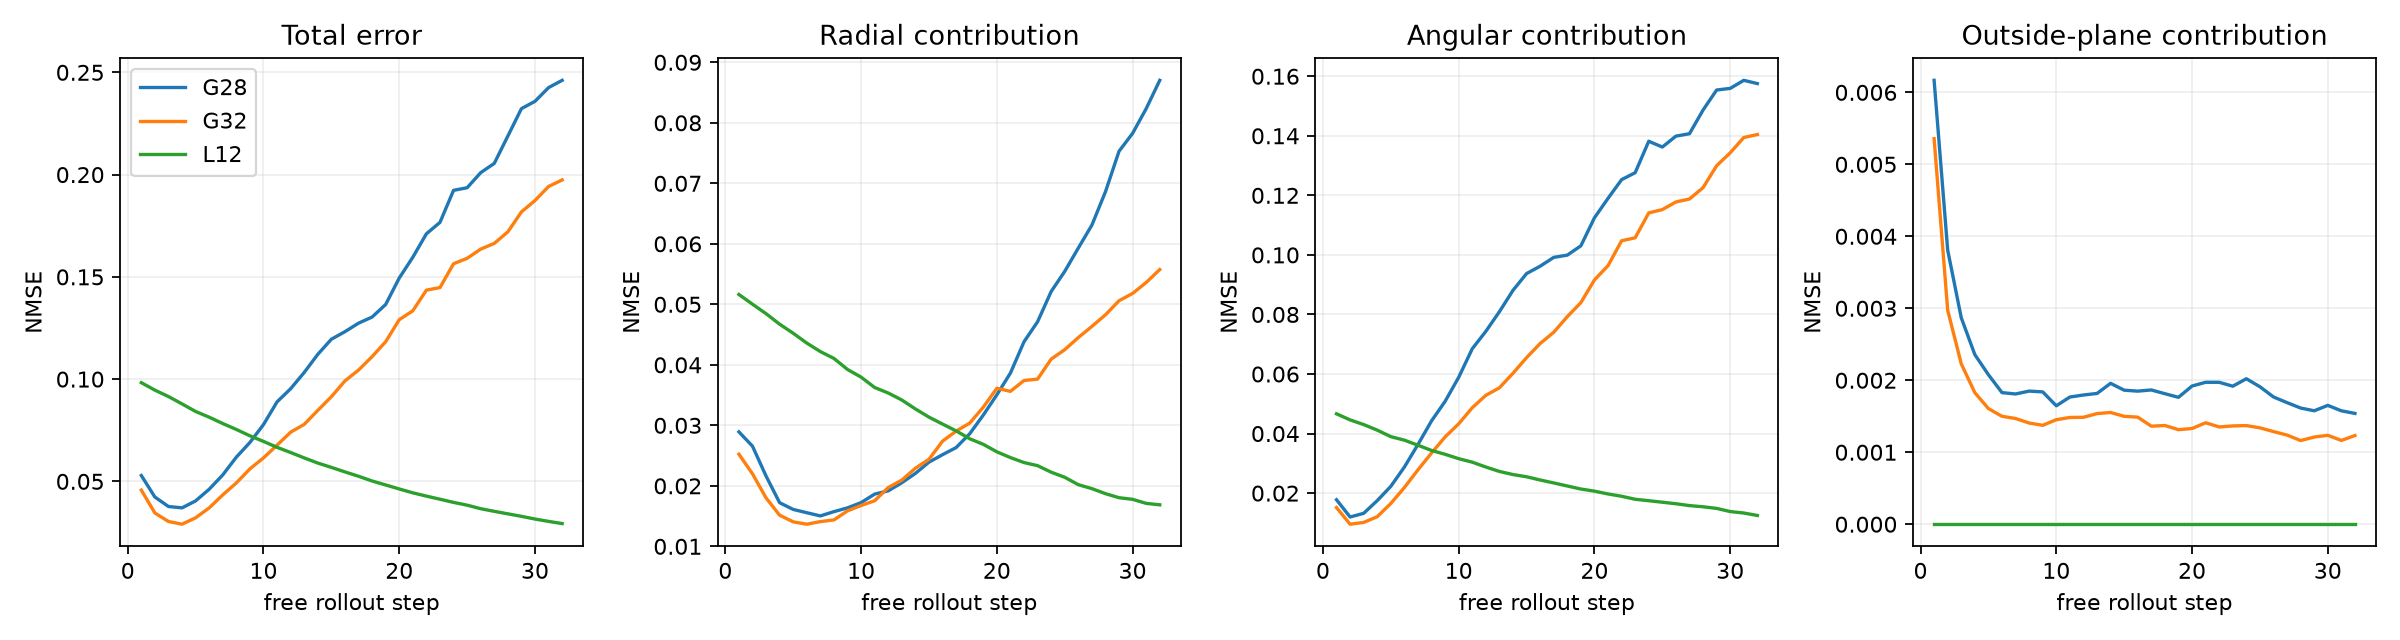 Total error
0.25
0.20
0.15
0.10
0.05
NMSE
G28
G32
L12
0 10 20 30
free rollout step
Radial contribution
0.09
0.08
0.07
0.06
0.05
0.04
0.03
0.02
0.01
NMSE
0 10 20 30
free rollout step
Angular contribution
0.16
0.14
0.12
0.10
0.08
0.06
0.04
0.02
NMSE
0 10 20 30
free rollout step
Outside-plane contribution
0.006
0.005
0.004
0.003
0.002
0.001
0.000
NMSE
0 10 20 30
free rollout step